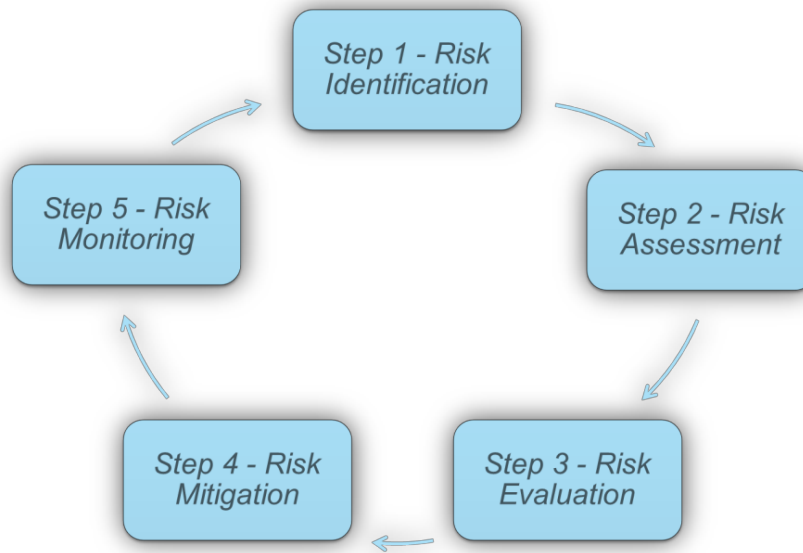 Step 1 - Risk
Identification
Step 2 - Risk
Assessment
Step 3 - Risk
Evaluation
Step 4 - Risk
Mitigation
Step 5 - Risk
Monitoring